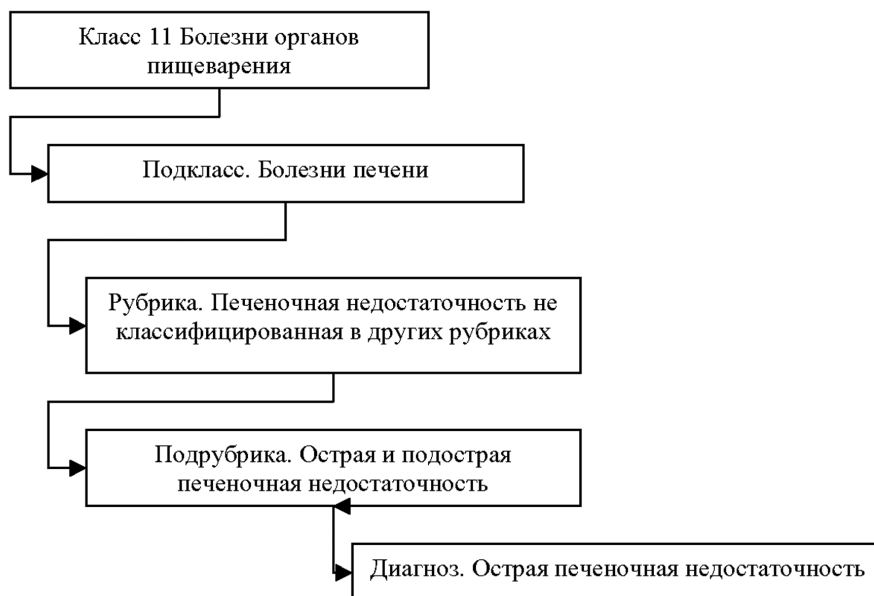 Класс 11 Болезни органов
пищеварения
Подкласс. Болезни печени
Рубрика. Печеночная недостаточность не
классифицированная в других рубриках
Подрубрика. Острая и подострая
печеночная недостаточность
Диагноз. Острая печеночная недостаточность